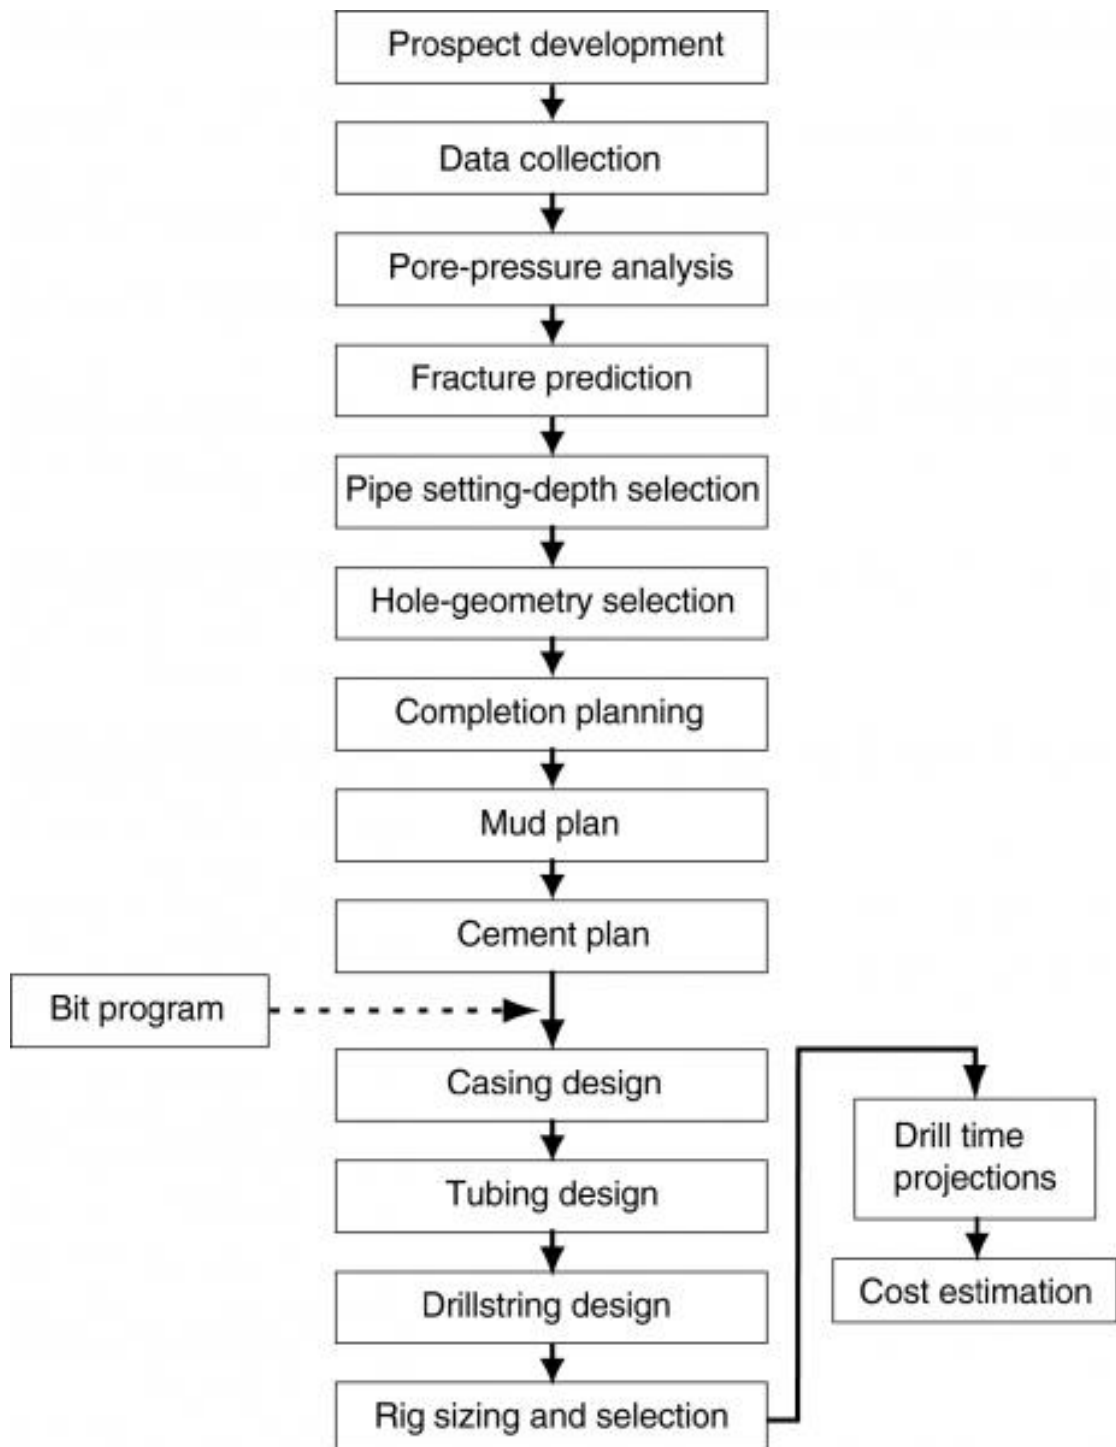 Prospect development
Data collection
Pore-pressure analysis
Fracture prediction
Pipe setting-depth selection
Hole-geometry selection
Completion planning
Mud plan
Cement plan
Bit program
Casing design
Tubing design
Drillstring design
Rig sizing and selection
Drill time
projections
Cost estimation